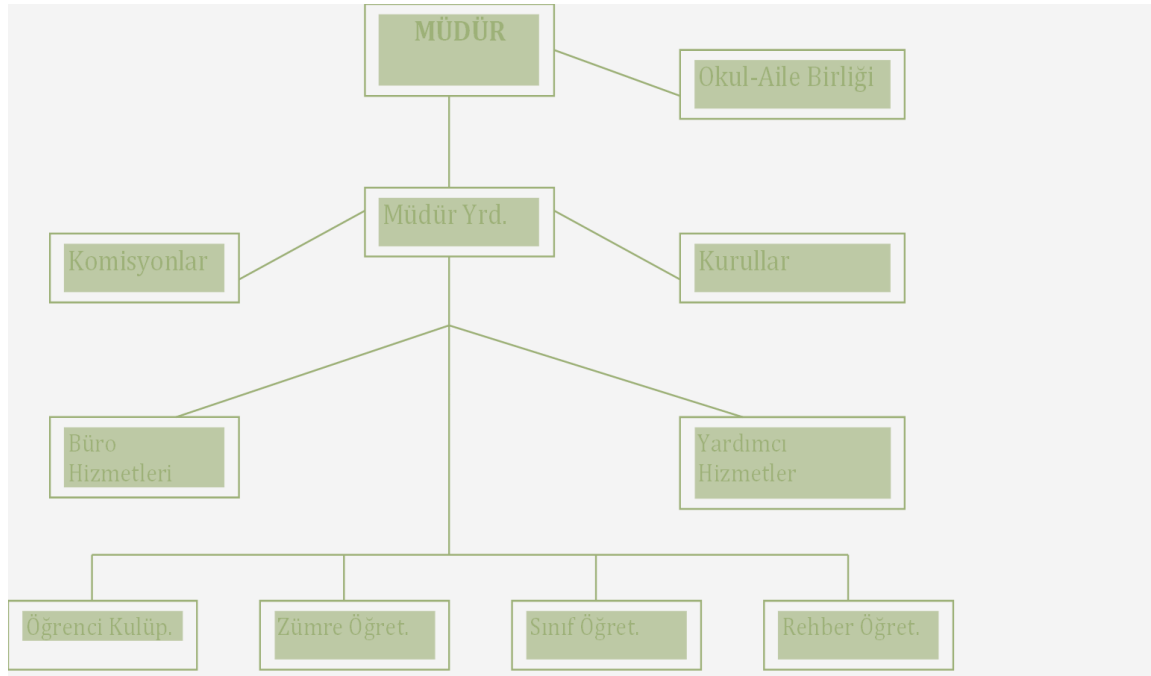 MÜDÜR
Okul-Aile Birliği
Müdür Yrd.
Komisyonlar
Kurullar
Büro
Hizmetleri
Yardımcı
Hizmetler
Öğrenci Kulüp.
Zümre Öğret.
Sınıf Öğret.
Rehber Öğret.